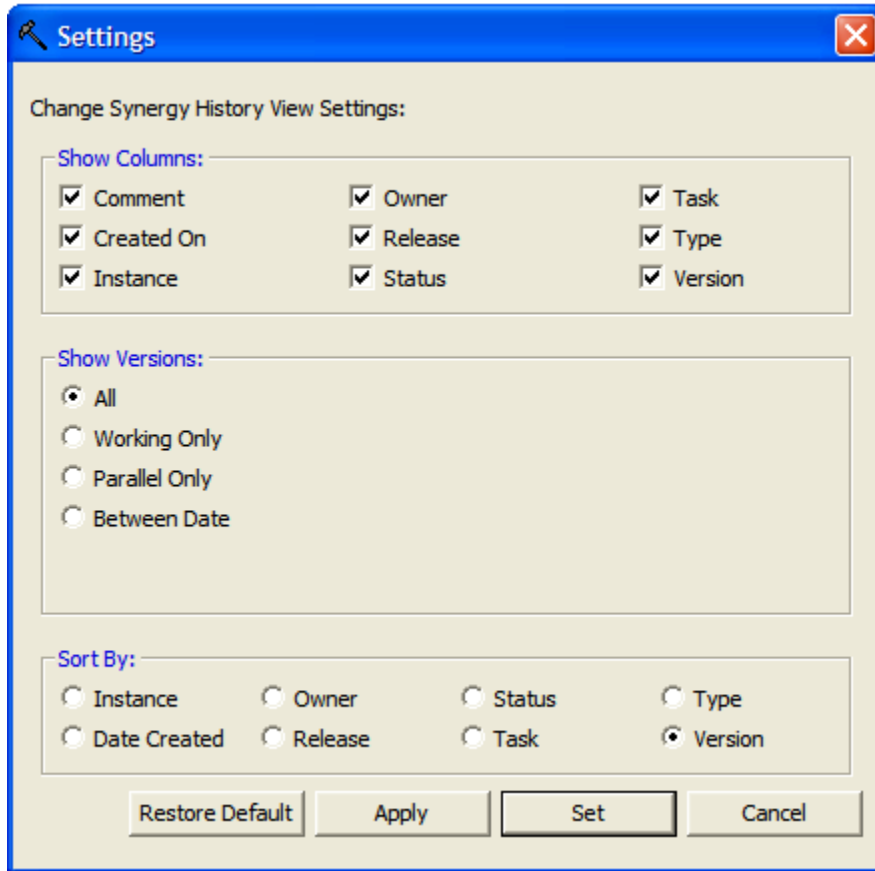 Settings
Change Synergy History View Settings:
Show Columns:
Comment Owner Task
Created On Release Type
Instance Status Version
Show Versions:
All
Working Only
Parallel Only
Between Date
Sort By:
Instance Owner Status Type
Date Created Release Task Version
Restore Default Apply Set Cancel